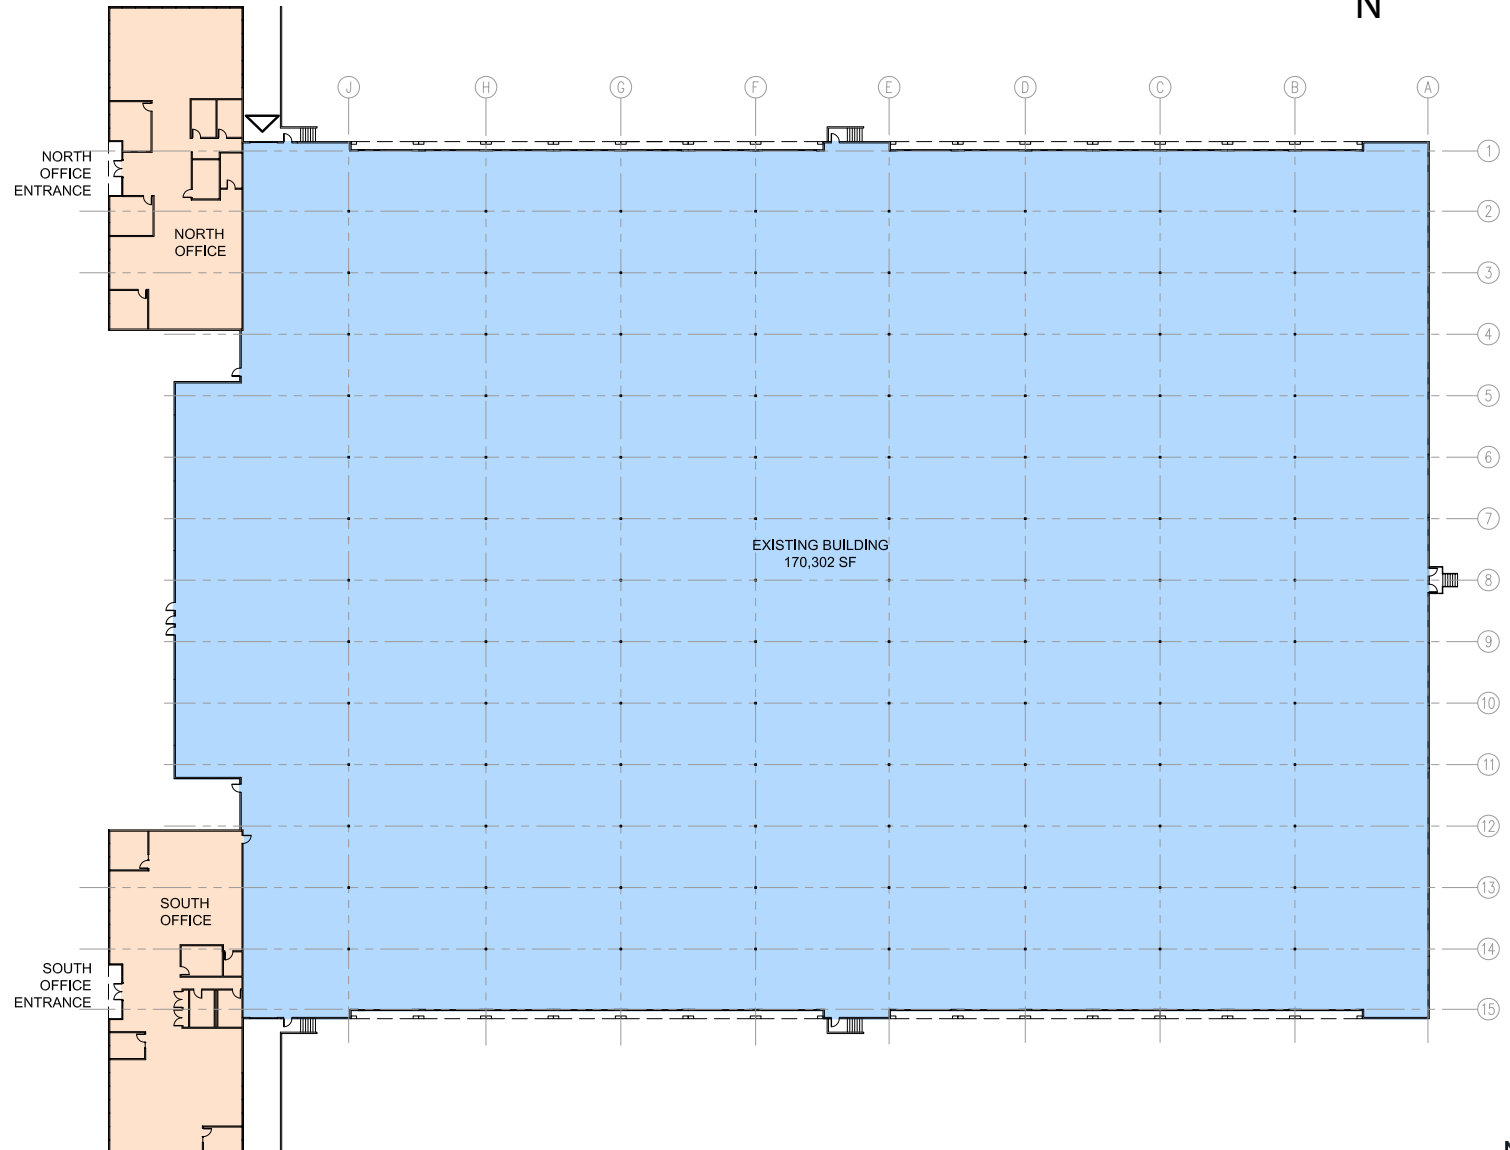 N
J H G F E D C B A
1
NORTH
OFFICE
ENTRANCE
2
NORTH
OFFICE
3
4
5
6
7
EXISTING BUILDING
170,302 SF
8
9
10
11
12
13
SOUTH
OFFICE
14
SOUTH
OFFICE
ENTRANCE
15